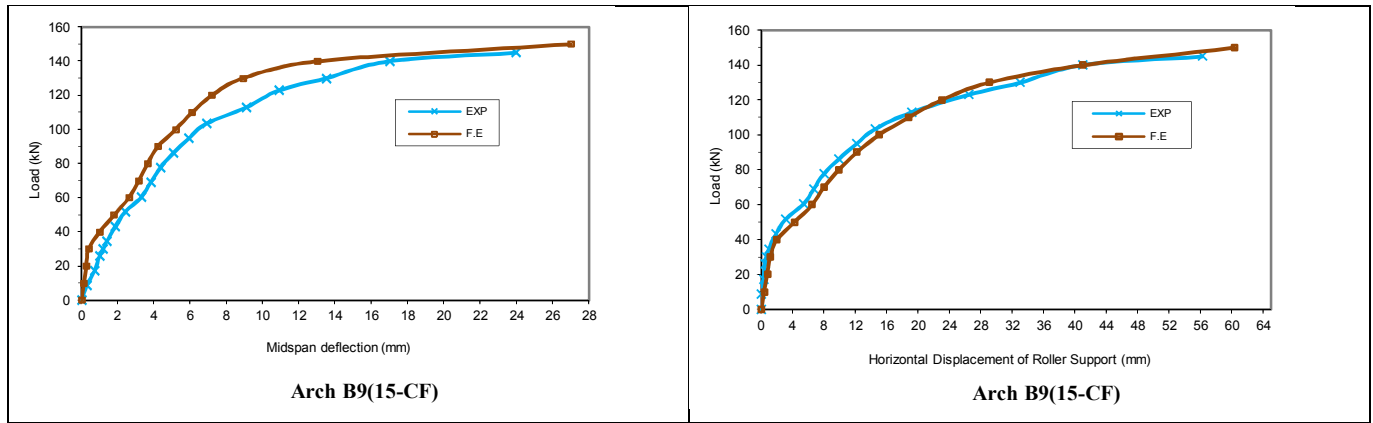 160
140
120
100
80
60
40
20
0
Load (kN)
EXP
F.E
0 2 4 6 8 10 12 14 16 18 20 22 24 26 28
Midspan deflection (mm)
Arch B9(15-CF)
160
140
120
100
80
60
40
20
0
Load (kN)
EXP
F.E
0 4 8 12 16 20 24 28 32 36 40 44 48 52 56 60 64
Horizontal Displacement of Roller Support (mm)
Arch B9(15-CF)